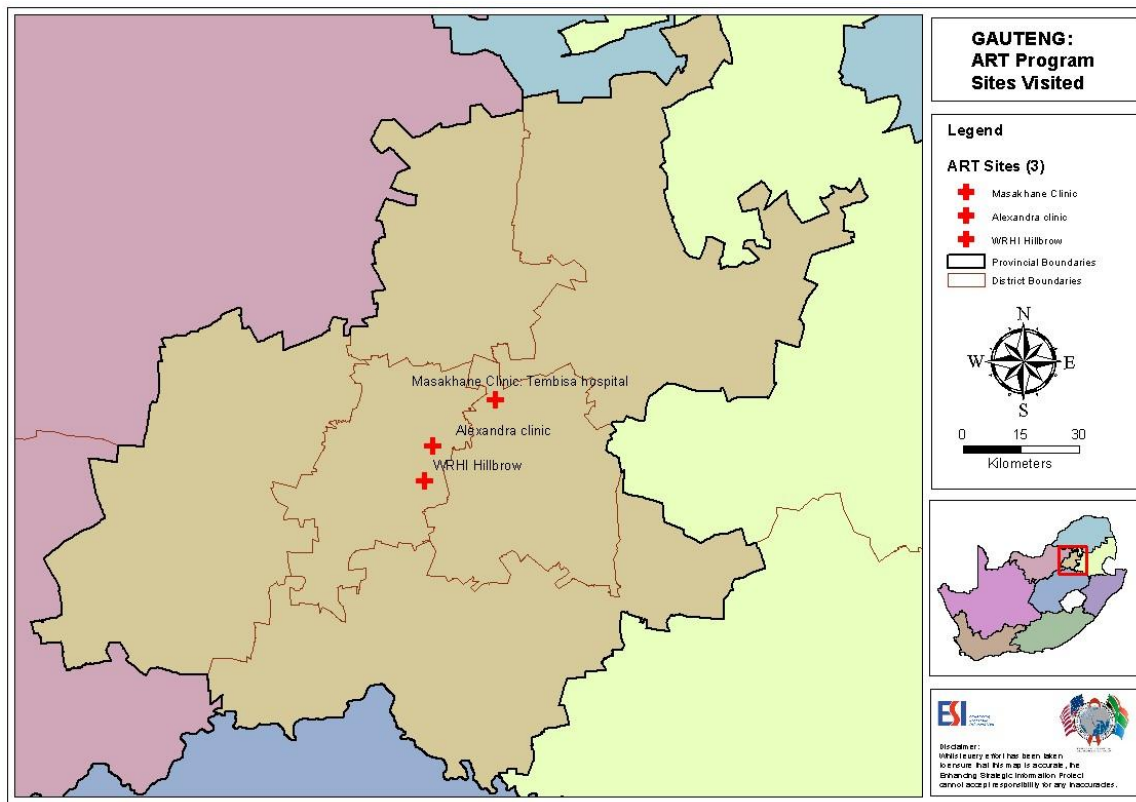 GAUTENG:
ART Program
Sites Visited
Legend
ART Sites (3)
Masakhane Clinic
Alexandra clinic
WRHI Hillbrow
Provincial Boundaries
District Boundaries
N
W E
S
0 15 30
Kilometers
Masakhane Clinic: Tembisa hospital
Alexandra clinic
WRHI Hillbrow
ESI
Disclaimer:
Whilst every effort has been taken
to ensure that this map is accurate, the
Enhancing Strategic Information Project
cannot accept responsibility for any inaccuracies.